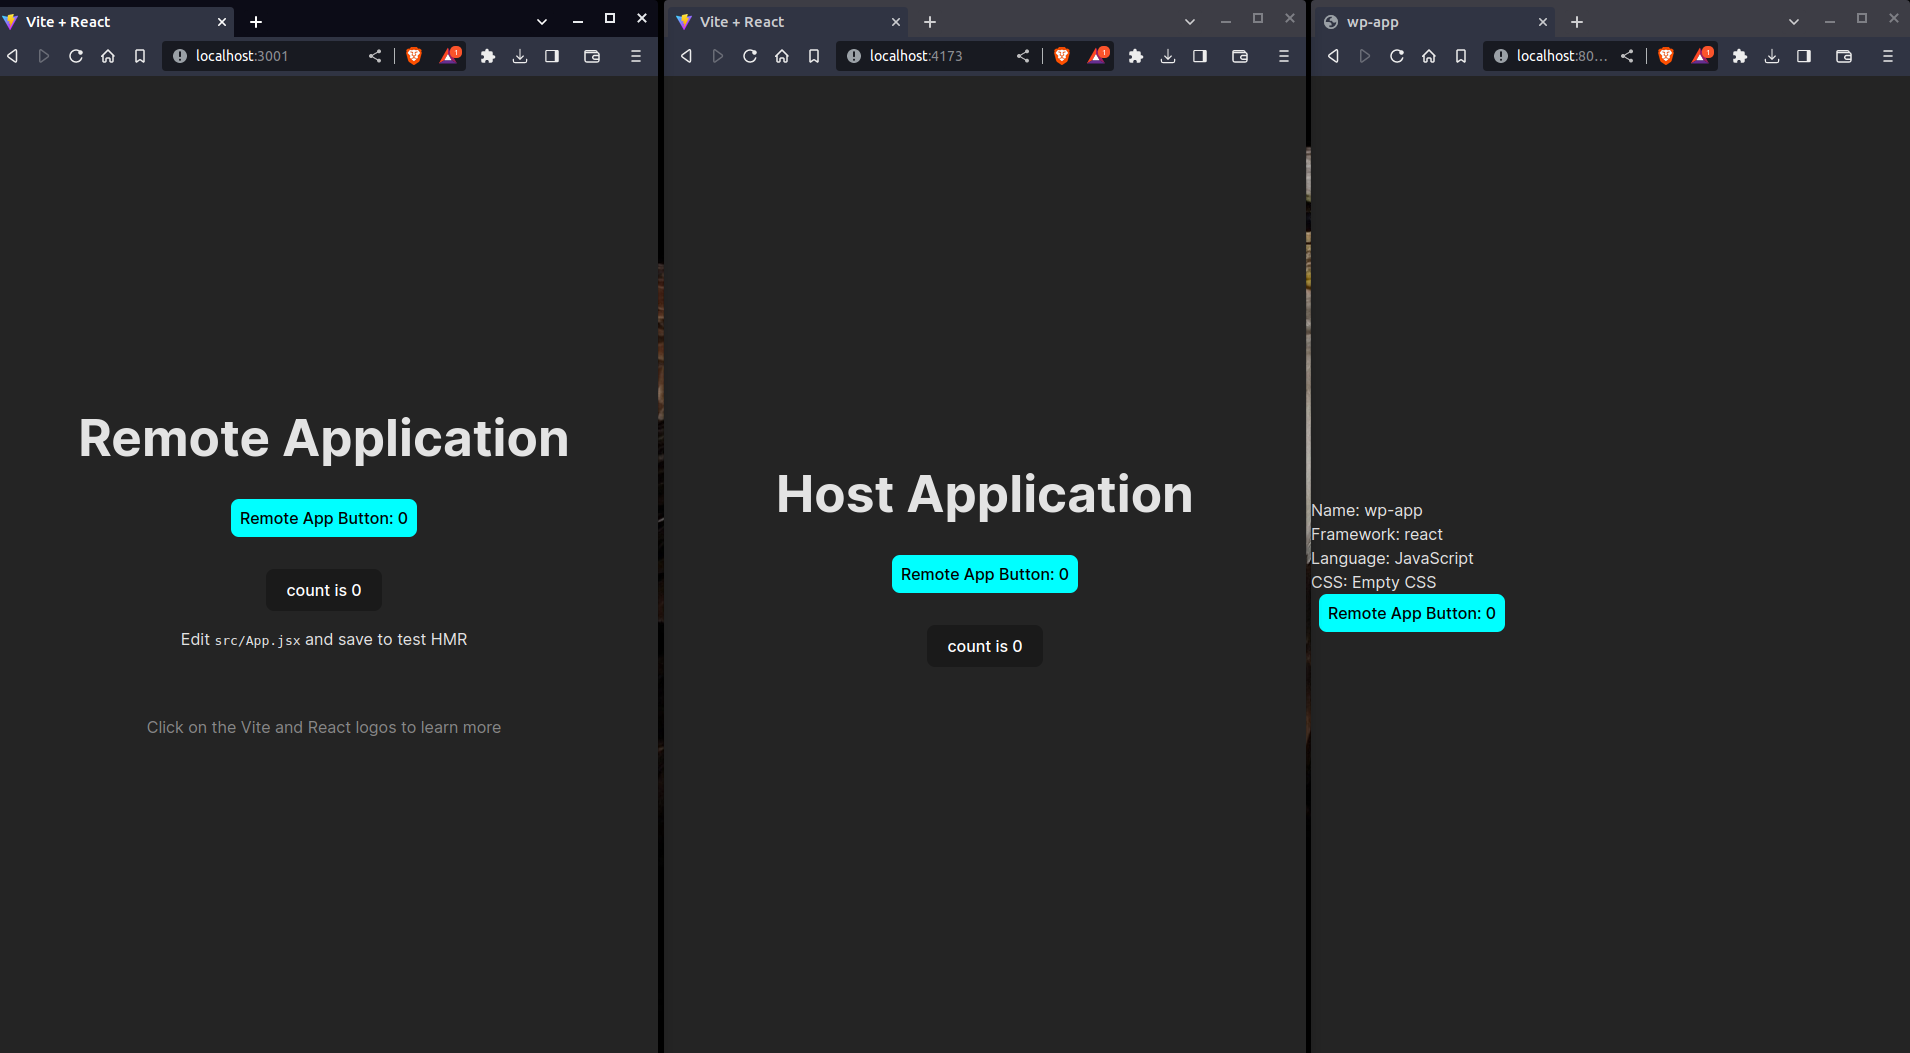 Vite + React
localhost:3001
1
Remote Application
Remote App Button: 0
count is 0
Edit src/App.jsx and save to test HMR
Click on the Vite and React logos to learn more
Vite + React
localhost:4173
1
Host Application
Remote App Button: 0
count is 0
wp-app
localhost:80...
1
Name: wp-app
Framework: react
Language: JavaScript
CSS: Empty CSS
Remote App Button: 0